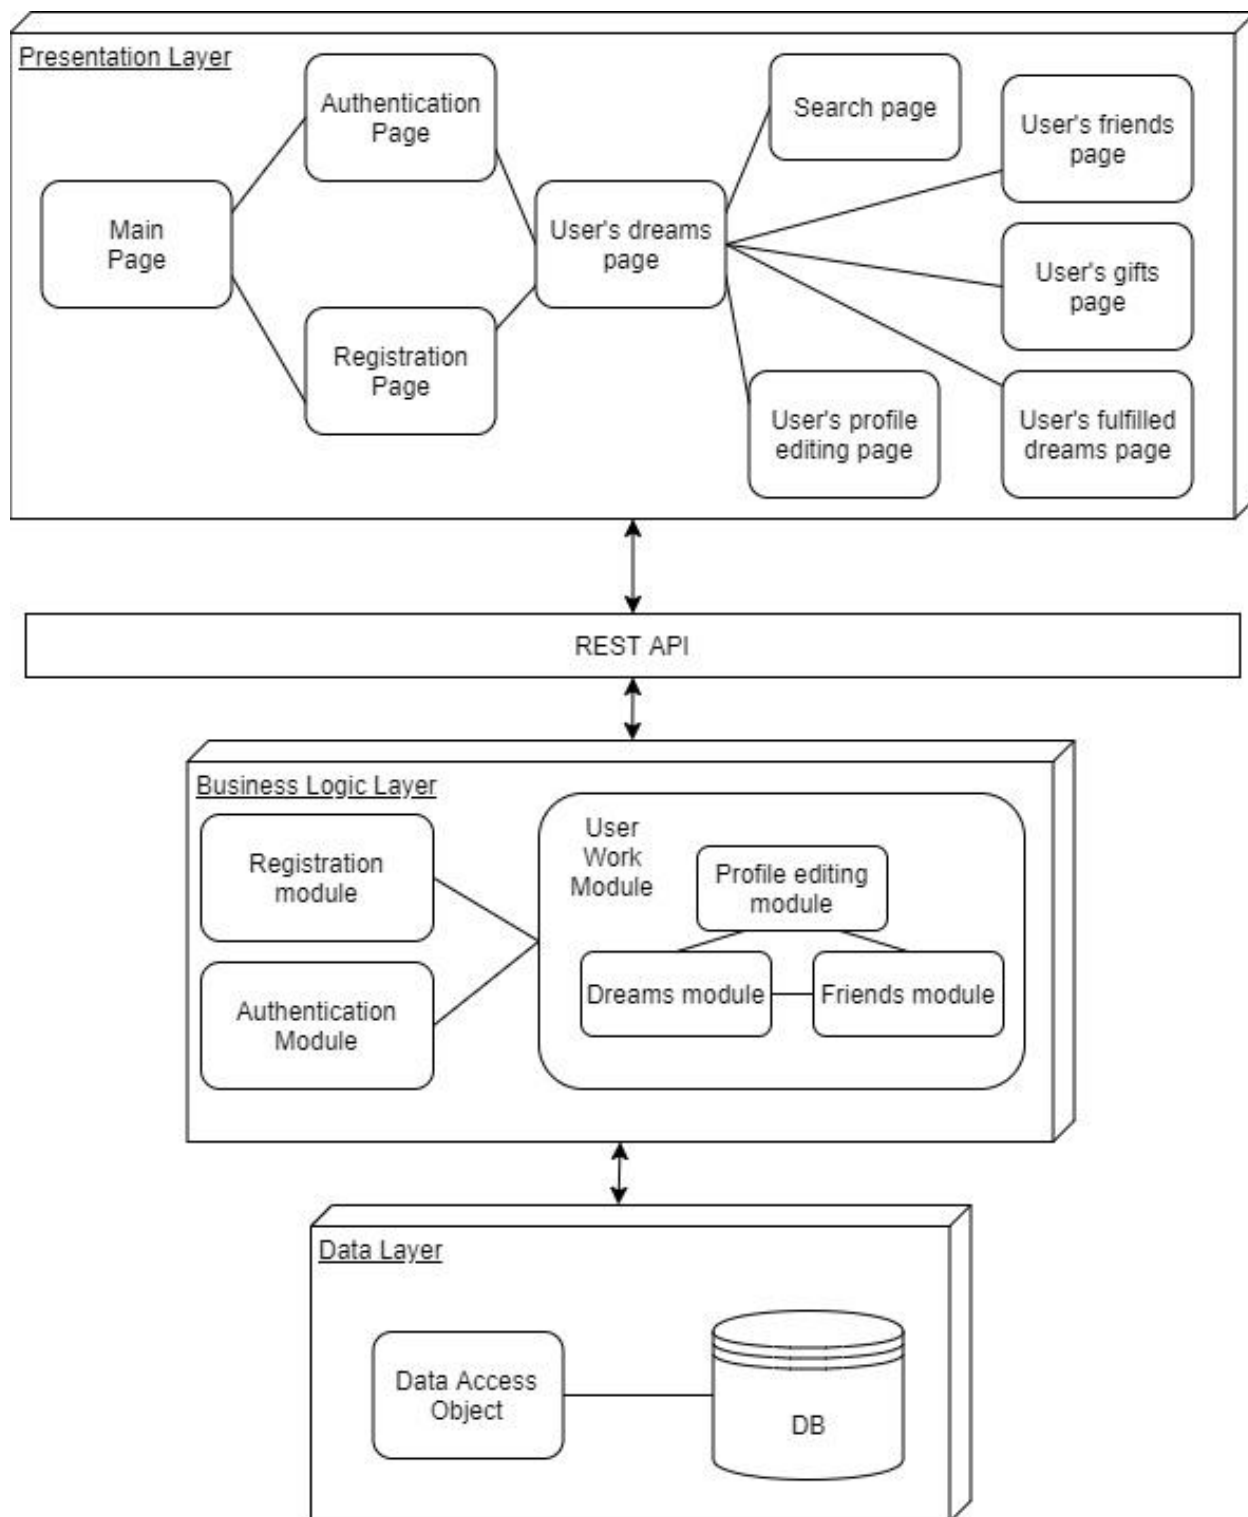 Presentation Layer
Authentication
Page
Search page
User's friends
page
Main
Page
User's dreams
page
User's gifts
page
Registration
Page
User's profile
editing page
User's fulfilled
dreams page
REST API
Business Logic Layer
Registration
module
Authentication
Module
User
Work
Module
Profile editing
module
Dreams module
Friends module
Data Layer
Data Access
Object
DB